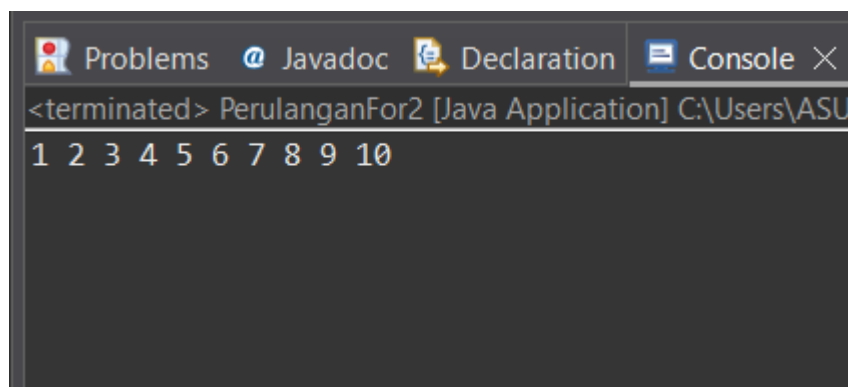 Problems @ Javadoc Declaration Console
<terminated> PerulanganFor2 [Java Application] C:\Users\ASU
1 2 3 4 5 6 7 8 9 10